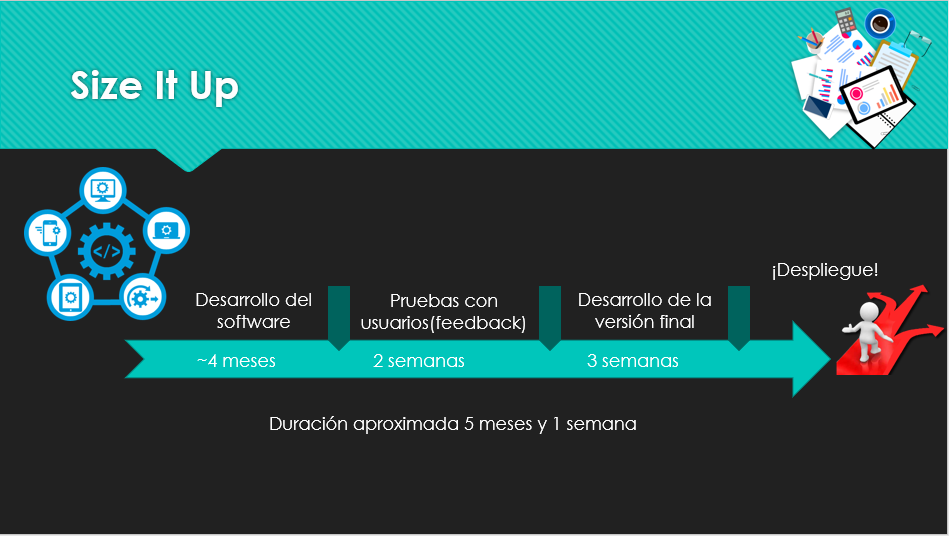 Size It Up
</>
¡Despliegue!
Desarrollo del
software
Pruebas con
usuarios(feedback)
Desarrollo de la
versión final
~4 meses
2 semanas
3 semanas
Duración aproximada 5 meses y 1 semana